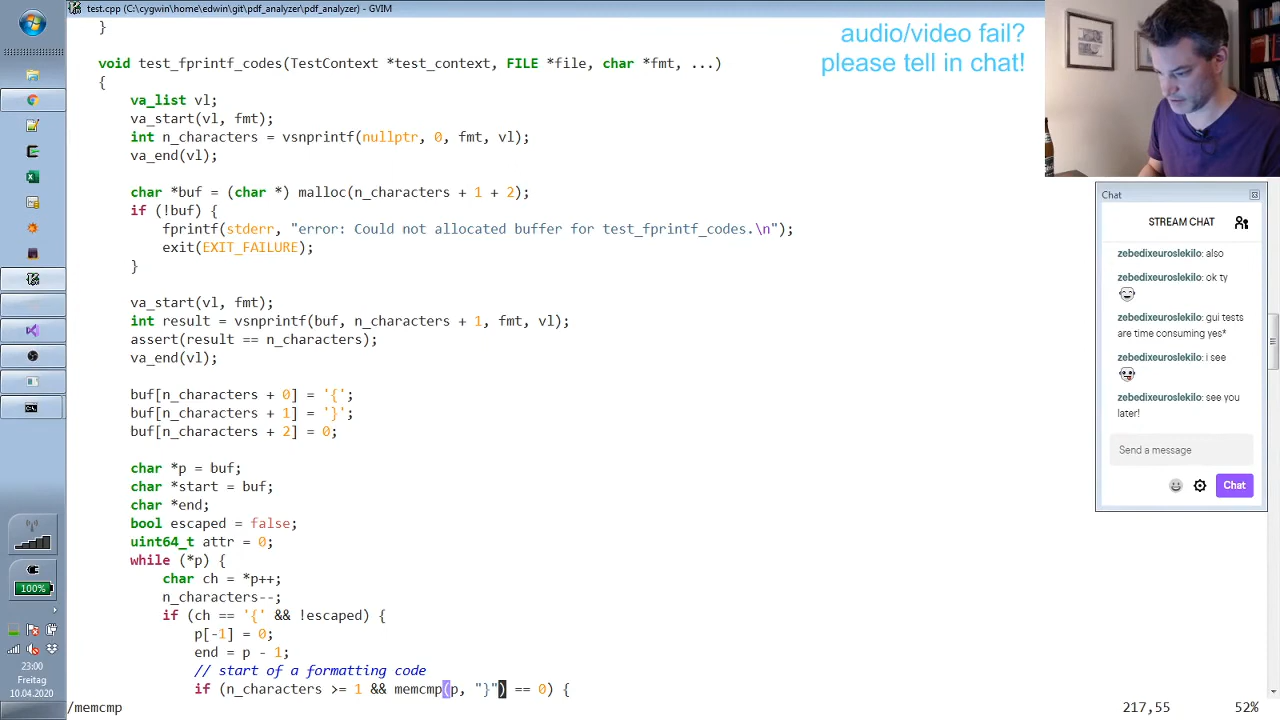 test.cpp (C:\cygwin\home\edwin\git\pdf_analyzer\pdf_analyzer) - GVIM
audio/video fail?
please tell in chat!
}
void test_fprintf_codes(TestContext *test_context, FILE *file, char *fmt, ...)
{
va_list vl;
va_start(vl, fmt);
int n_characters = vsnprintf(nullptr, 0, fmt, vl);
va_end(vl);
char *buf = (char *) malloc(n_characters + 1 + 2);
if (!buf) {
fprintf(stderr, "error: Could not allocated buffer for test_fprintf_codes.\n");
exit(EXIT_FAILURE);
}
va_start(vl, fmt);
int result = vsnprintf(buf, n_characters + 1, fmt, vl);
assert(result == n_characters);
va_end(vl);
buf[n_characters + 0] = '{';
buf[n_characters + 1] = '}';
buf[n_characters + 2] = 0;
char *p = buf;
char *start = buf;
char *end;
bool escaped = false;
uint64_t attr = 0;
while (*p) {
char ch = *p++;
n_characters--;
if (ch == '{' && !escaped) {
p[-1] = 0;
end = p - 1;
// start of a formatting code
if (n_characters >= 1 && memcmp(p, "}") == 0) {
/memcmp
217,55
52%
Chat
STREAM CHAT
zebedixeuroslekilo: also
zebedixeuroslekilo: ok ty
zebedixeuroslekilo: gui tests
are time consuming yes*
zebedixeuroslekilo: i see
zebedixeuroslekilo: see you
later!
Send a message
Chat
100%
23:00
Freitag
10.04.2020